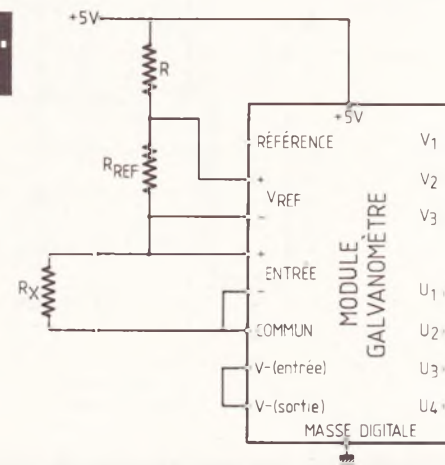 +5V
R
+5V
RÉFÉRENCE
V1
RREF
+
V2
VREF
-
V3
+
ENTRÉE
RX
-
U1
COMMUN
U2
V-(entrée)
U3
V-(sortie)
U4
MODULE
GALVANOMÈTRE
MASSE DIGITALE